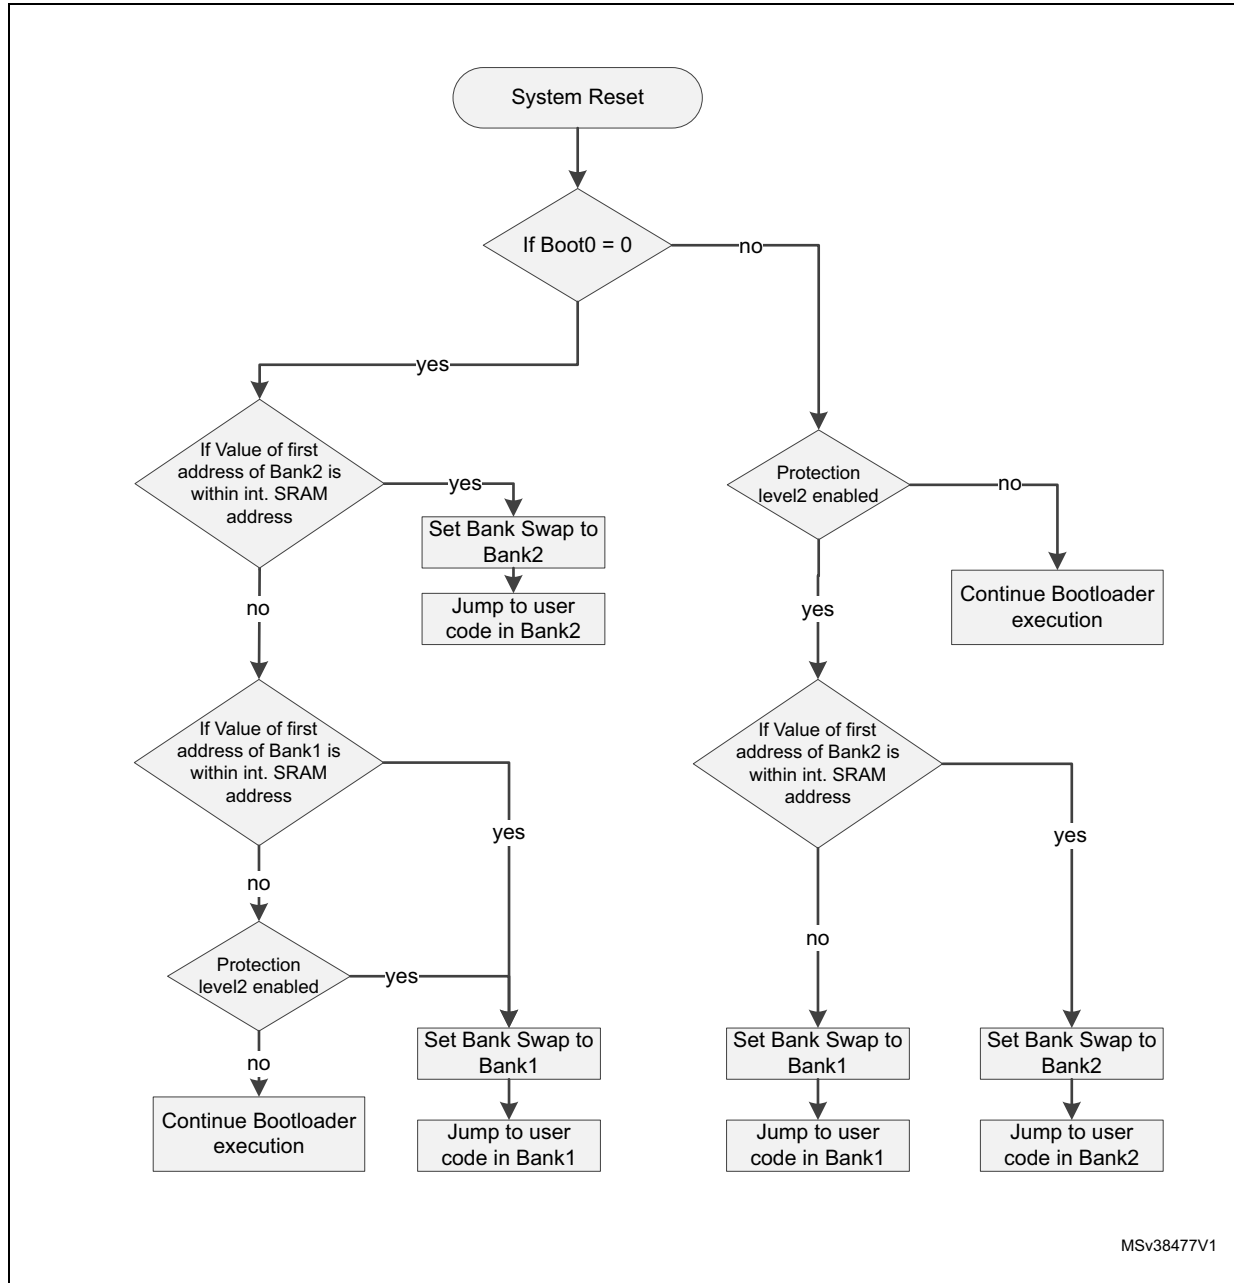 System Reset
If Boot0 = 0
no
yes
If Value of first
address of Bank2 is
within int. SRAM
address
yes
Set Bank Swap to
Bank2
Jump to user
code in Bank2
Protection
level2 enabled
no
Continue Bootloader
execution
no
yes
If Value of first
address of Bank1 is
within int. SRAM
address
yes
If Value of first
address of Bank2 is
within int. SRAM
address
yes
no
no
Protection
level2 enabled
yes
no
Set Bank Swap to
Bank1
Set Bank Swap to
Bank1
Set Bank Swap to
Bank2
Continue Bootloader
execution
Jump to user
code in Bank1
Jump to user
code in Bank1
Jump to user
code in Bank2
MSv38477V1